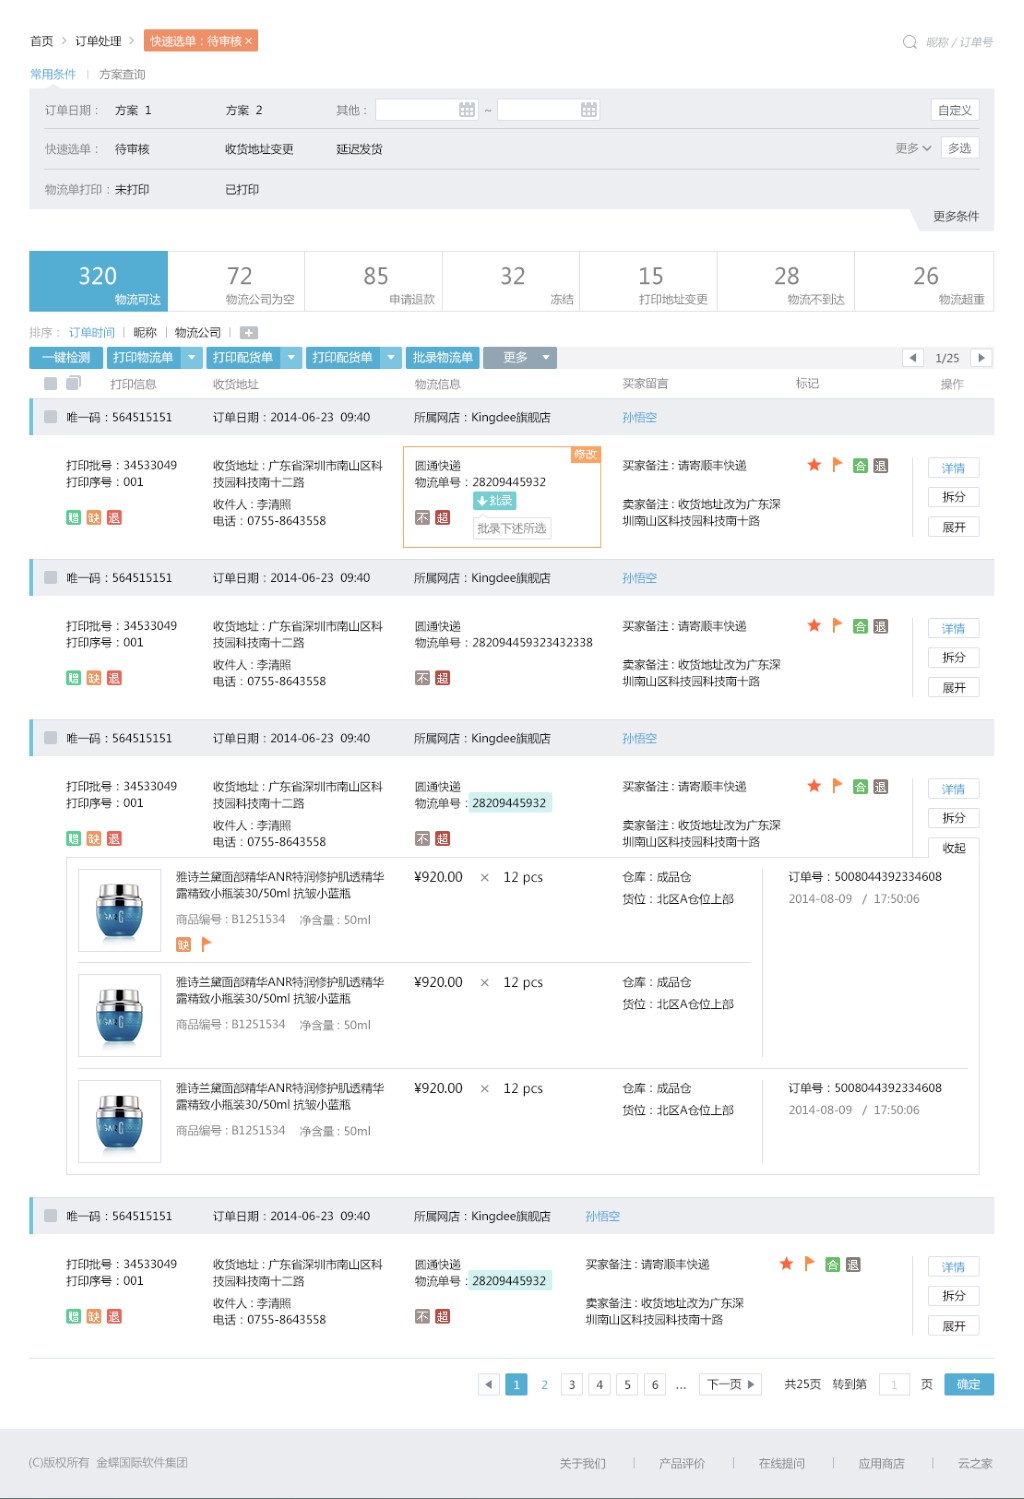 首页 > 订单处理 > 快速选单：待审核 ×
昵称 / 订单号
常用条件 | 方案查询
订单日期： 方案 1 方案 2 其他： ~ 自定义
快速选单： 待审核 收货地址变更 延迟发货 更多 多选
物流单打印：未打印 已打印
更多条件
320 72 85 32 15 28 26
物流可达 物流公司为空 申请退款 冻结 打印地址变更 物流不到达 物流超重
排序： 订单时间 | 昵称 | 物流公司 |
一键检测 打印物流单 打印配货单 打印配货单 批录物流单 更多 1/25
打印信息 收货地址 物流信息 买家留言 标记 操作
唯一码：564515151 订单日期：2014-06-23 09:40 所属网店：Kingdee旗舰店 孙悟空
修改
打印批号：34533049 收货地址：广东省深圳市南山区科 圆通快递 买家备注：请寄顺丰快递 合 退 详情
打印序号：001 技园科技南十二路 物流单号：28209445932
收件人：李清照 批录 卖家备注：收货地址改为广东深 拆分
赠 缺 退 电话：0755-8643558 不 超 批录下述所选 圳南山区科技园科技南十路 展开
唯一码：564515151 订单日期：2014-06-23 09:40 所属网店：Kingdee旗舰店 孙悟空
打印批号：34533049 收货地址：广东省深圳市南山区科 圆通快递 买家备注：请寄顺丰快递 合 退 详情
打印序号：001 技园科技南十二路 物流单号：282094459323432338
收件人：李清照 卖家备注：收货地址改为广东深 拆分
赠 缺 退 电话：0755-8643558 不 超 圳南山区科技园科技南十路 展开
唯一码：564515151 订单日期：2014-06-23 09:40 所属网店：Kingdee旗舰店 孙悟空
打印批号：34533049 收货地址：广东省深圳市南山区科 圆通快递 买家备注：请寄顺丰快递 合 退 详情
打印序号：001 技园科技南十二路 物流单号：28209445932
收件人：李清照 卖家备注：收货地址改为广东深 拆分
赠 缺 退 电话：0755-8643558 不 超 圳南山区科技园科技南十路 收起
雅诗兰黛面部精华ANR特润修护肌透精华 ¥920.00 × 12 pcs 仓库：成品仓 订单号：5008044392334608
露精致小瓶装30/50ml 抗皱小蓝瓶 货位：北区A仓位上部 2014-08-09 / 17:50:06
商品编号：B1251534 净含量：50ml
缺
雅诗兰黛面部精华ANR特润修护肌透精华 ¥920.00 × 12 pcs 仓库：成品仓
露精致小瓶装30/50ml 抗皱小蓝瓶 货位：北区A仓位上部
商品编号：B1251534 净含量：50ml
雅诗兰黛面部精华ANR特润修护肌透精华 ¥920.00 × 12 pcs 仓库：成品仓 订单号：5008044392334608
露精致小瓶装30/50ml 抗皱小蓝瓶 货位：北区A仓位上部 2014-08-09 / 17:50:06
商品编号：B1251534 净含量：50ml
唯一码：564515151 订单日期：2014-06-23 09:40 所属网店：Kingdee旗舰店 孙悟空
打印批号：34533049 收货地址：广东省深圳市南山区科 圆通快递 买家备注：请寄顺丰快递 合 退 详情
打印序号：001 技园科技南十二路 物流单号：28209445932
收件人：李清照 卖家备注：收货地址改为广东深 拆分
赠 缺 退 电话：0755-8643558 不 超 圳南山区科技园科技南十路 展开
1 2 3 4 5 6 ... 下一页 共25页 转到第 1 页 确定
(C)版权所有 金蝶国际软件集团 关于我们 | 产品评价 | 在线提问 | 应用商店 | 云之家